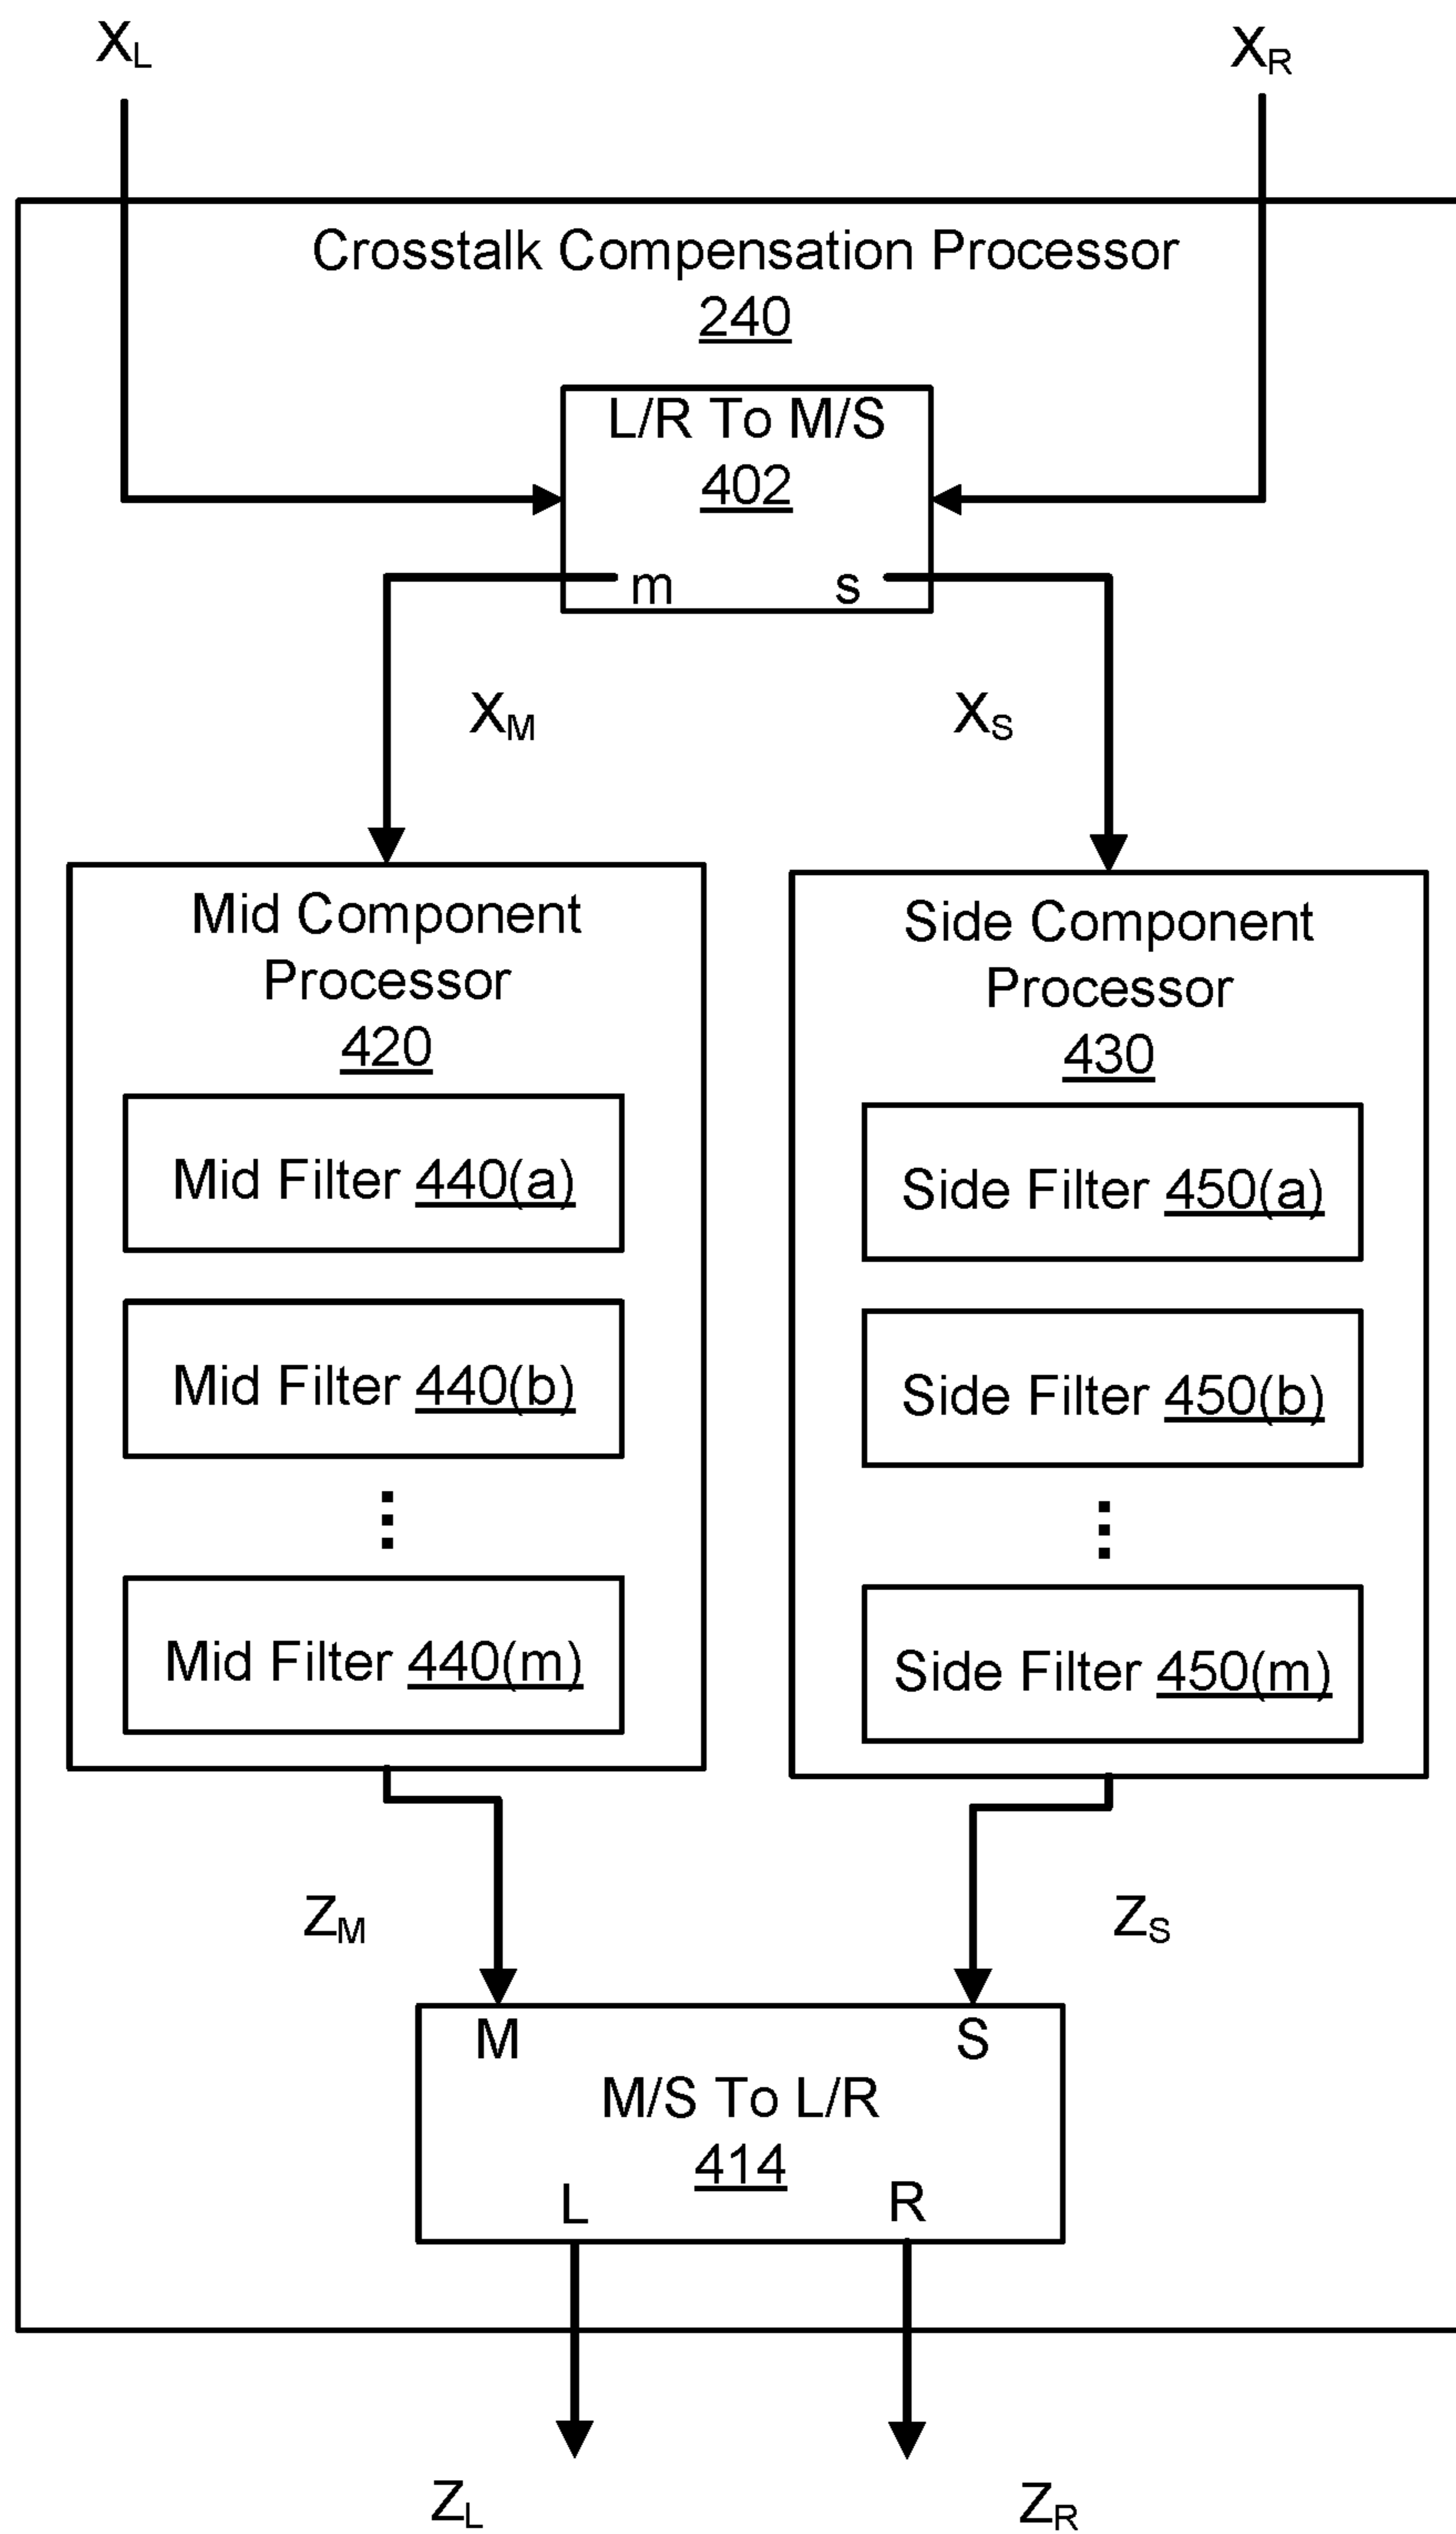 XL
XR
Crosstalk Compensation Processor
240
L/R To M/S
402
m
s
XM
XS
Mid Component
Processor
420
Mid Filter 440(a)
Mid Filter 440(b)
⋮
Mid Filter 440(m)
Side Component
Processor
430
Side Filter 450(a)
Side Filter 450(b)
⋮
Side Filter 450(m)
ZM
ZS
M
S
M/S To L/R
414
L
R
ZL
ZR